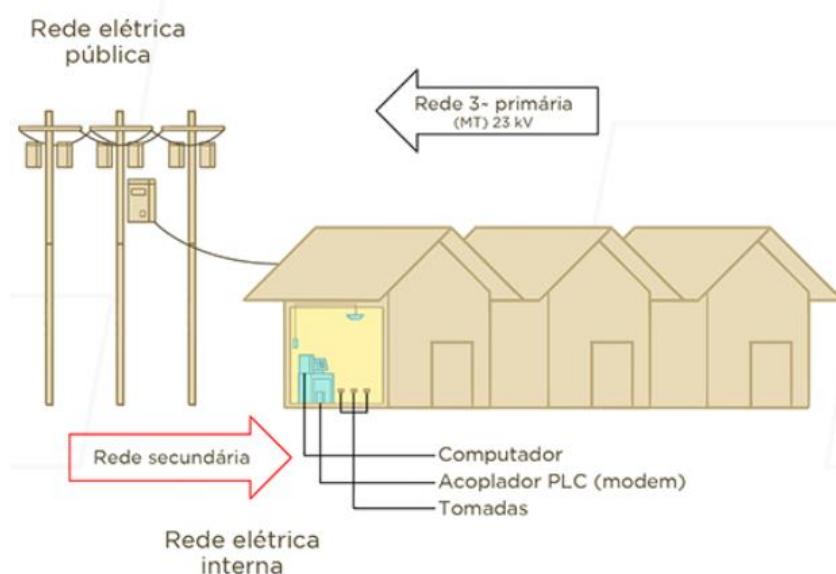 Rede elétrica
pública
Rede 3~ primária
(MT) 23 kV
Rede secundária
Computador
Acoplador PLC (modem)
Tomadas
Rede elétrica
interna